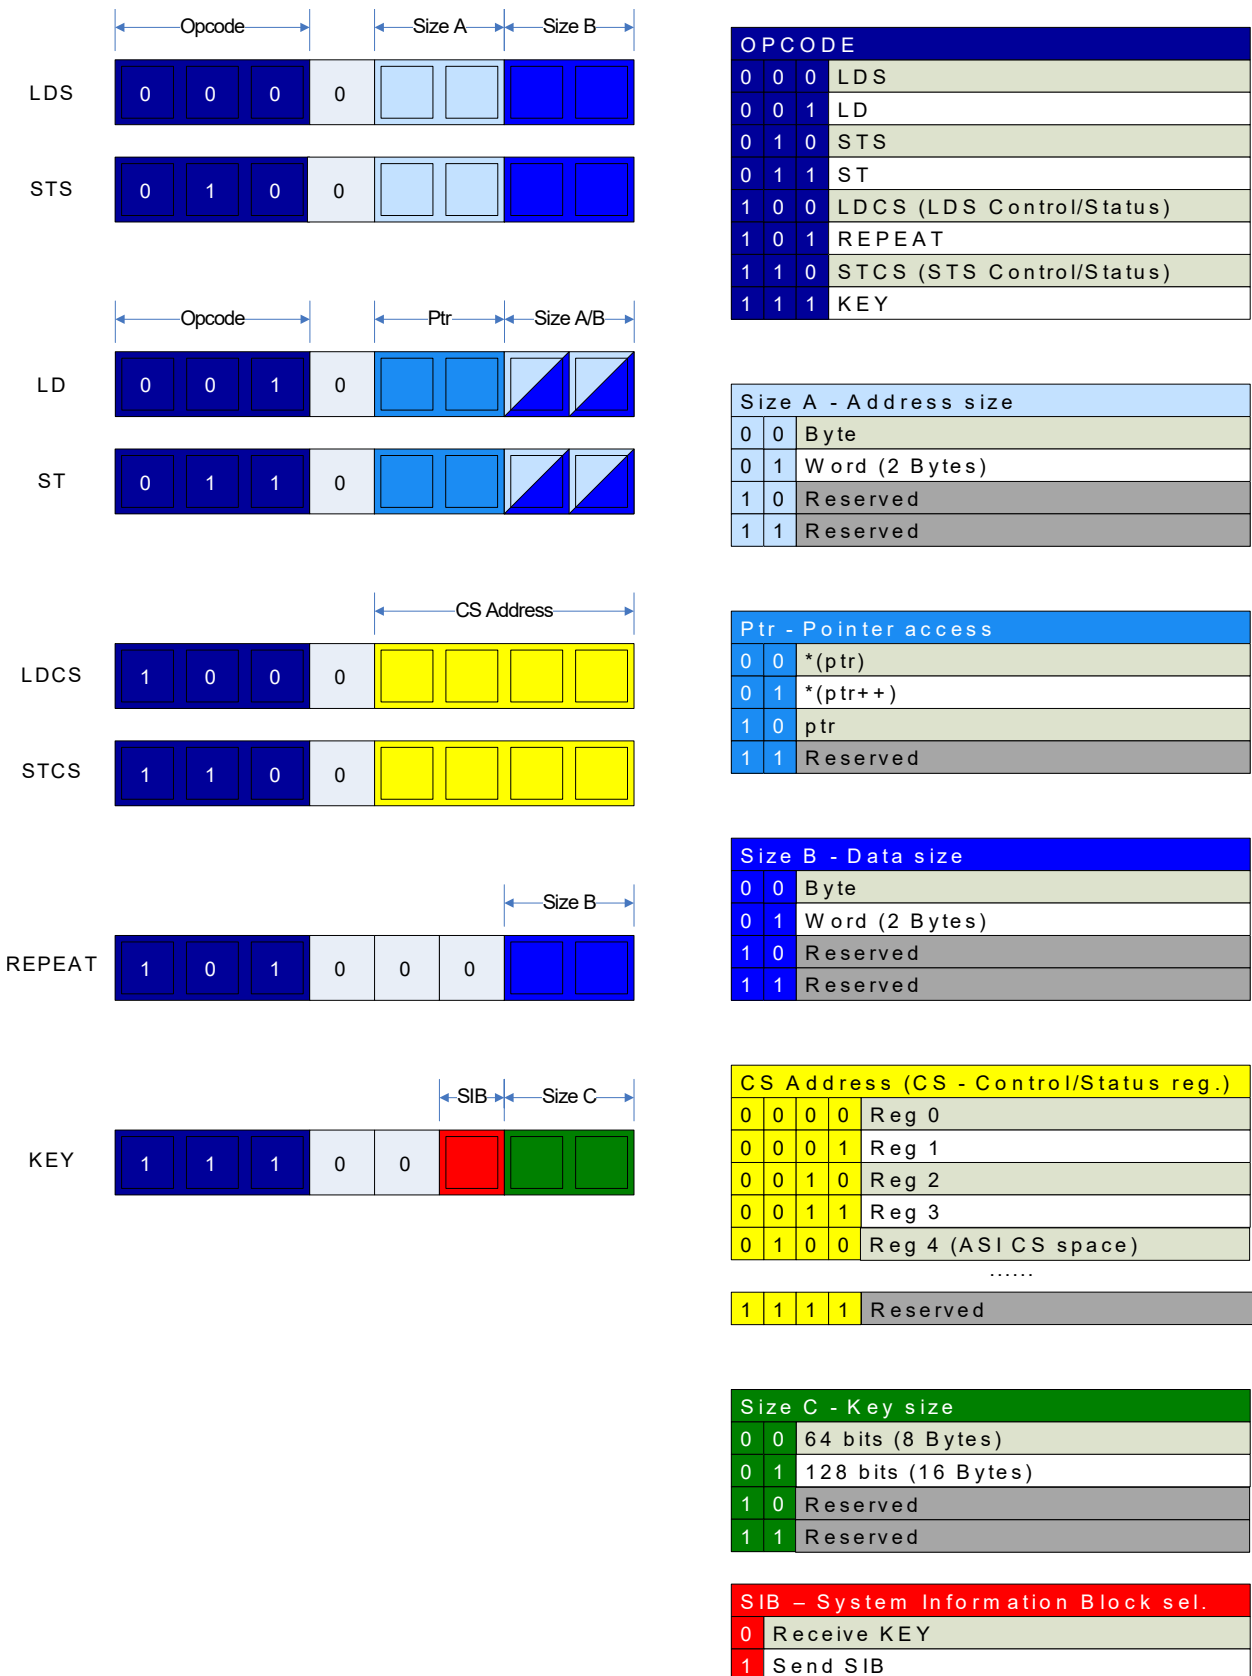 Opcode Size A Size B
LDS 0 0 0 0
STS 0 1 0 0
Opcode Ptr Size A/B
LD 0 0 1 0
ST 0 1 1 0
CS Address
LDCS 1 0 0 0
STCS 1 1 0 0
Size B
REPEAT 1 0 1 0 0 0
SIB Size C
KEY 1 1 1 0 0
OPCODE
0 0 0 LDS
0 0 1 LD
0 1 0 STS
0 1 1 ST
1 0 0 LDCS (LDS Control/Status)
1 0 1 REPEAT
1 1 0 STCS (STS Control/Status)
1 1 1 KEY
Size A - Address size
0 0 Byte
0 1 Word (2 Bytes)
1 0 Reserved
1 1 Reserved
Ptr - Pointer access
0 0 *(ptr)
0 1 *(ptr++)
1 0 ptr
1 1 Reserved
Size B - Data size
0 0 Byte
0 1 Word (2 Bytes)
1 0 Reserved
1 1 Reserved
CS Address (CS - Control/Status reg.)
0 0 0 0 Reg 0
0 0 0 1 Reg 1
0 0 1 0 Reg 2
0 0 1 1 Reg 3
0 1 0 0 Reg 4 (ASI CS space)
......
1 1 1 1 Reserved
Size C - Key size
0 0 64 bits (8 Bytes)
0 1 128 bits (16 Bytes)
1 0 Reserved
1 1 Reserved
SIB – System Information Block sel.
0 Receive KEY
1 Send SIB